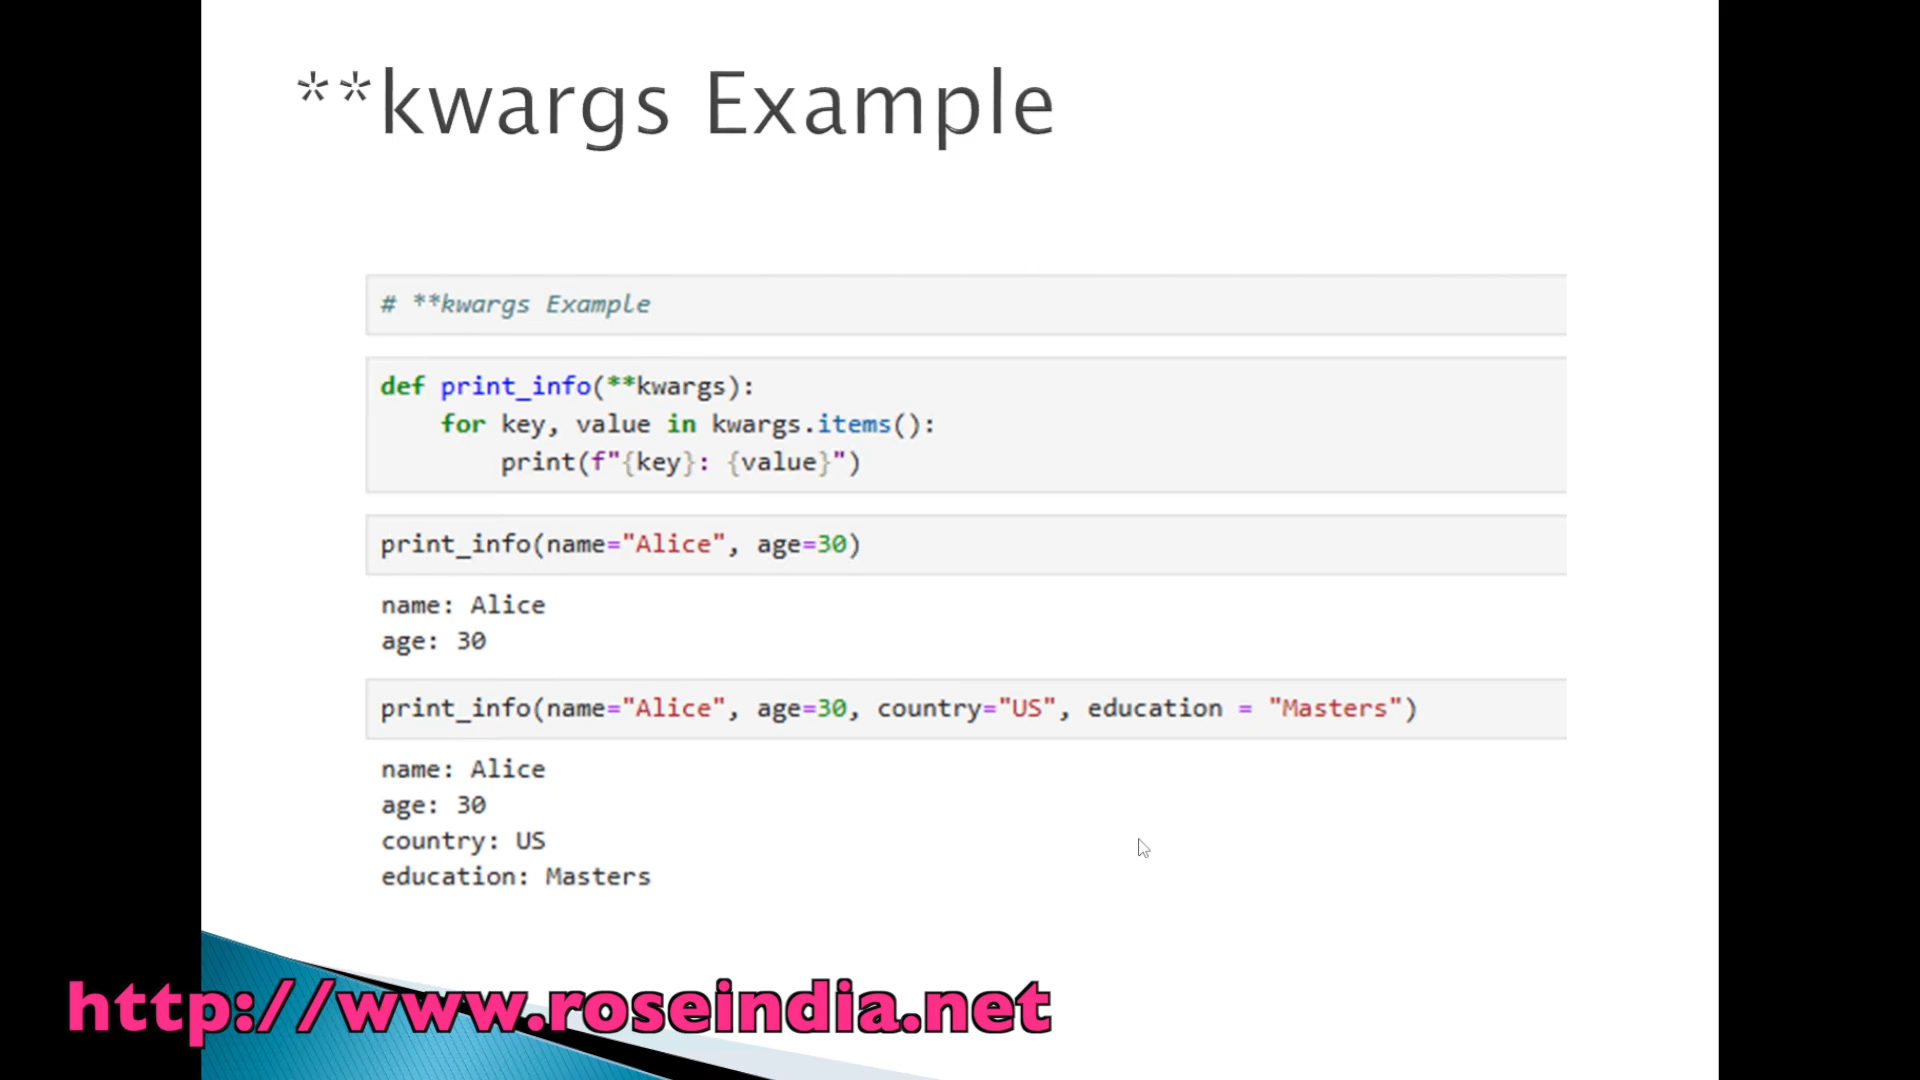 **kwargs Example
# **kwargs Example
def print_info(**kwargs):
    for key, value in kwargs.items():
        print(f"{key}: {value}")
print_info(name="Alice", age=30)
name: Alice
age: 30
print_info(name="Alice", age=30, country="US", education = "Masters")
name: Alice
age: 30
country: US
education: Masters
http://www.roseindia.net